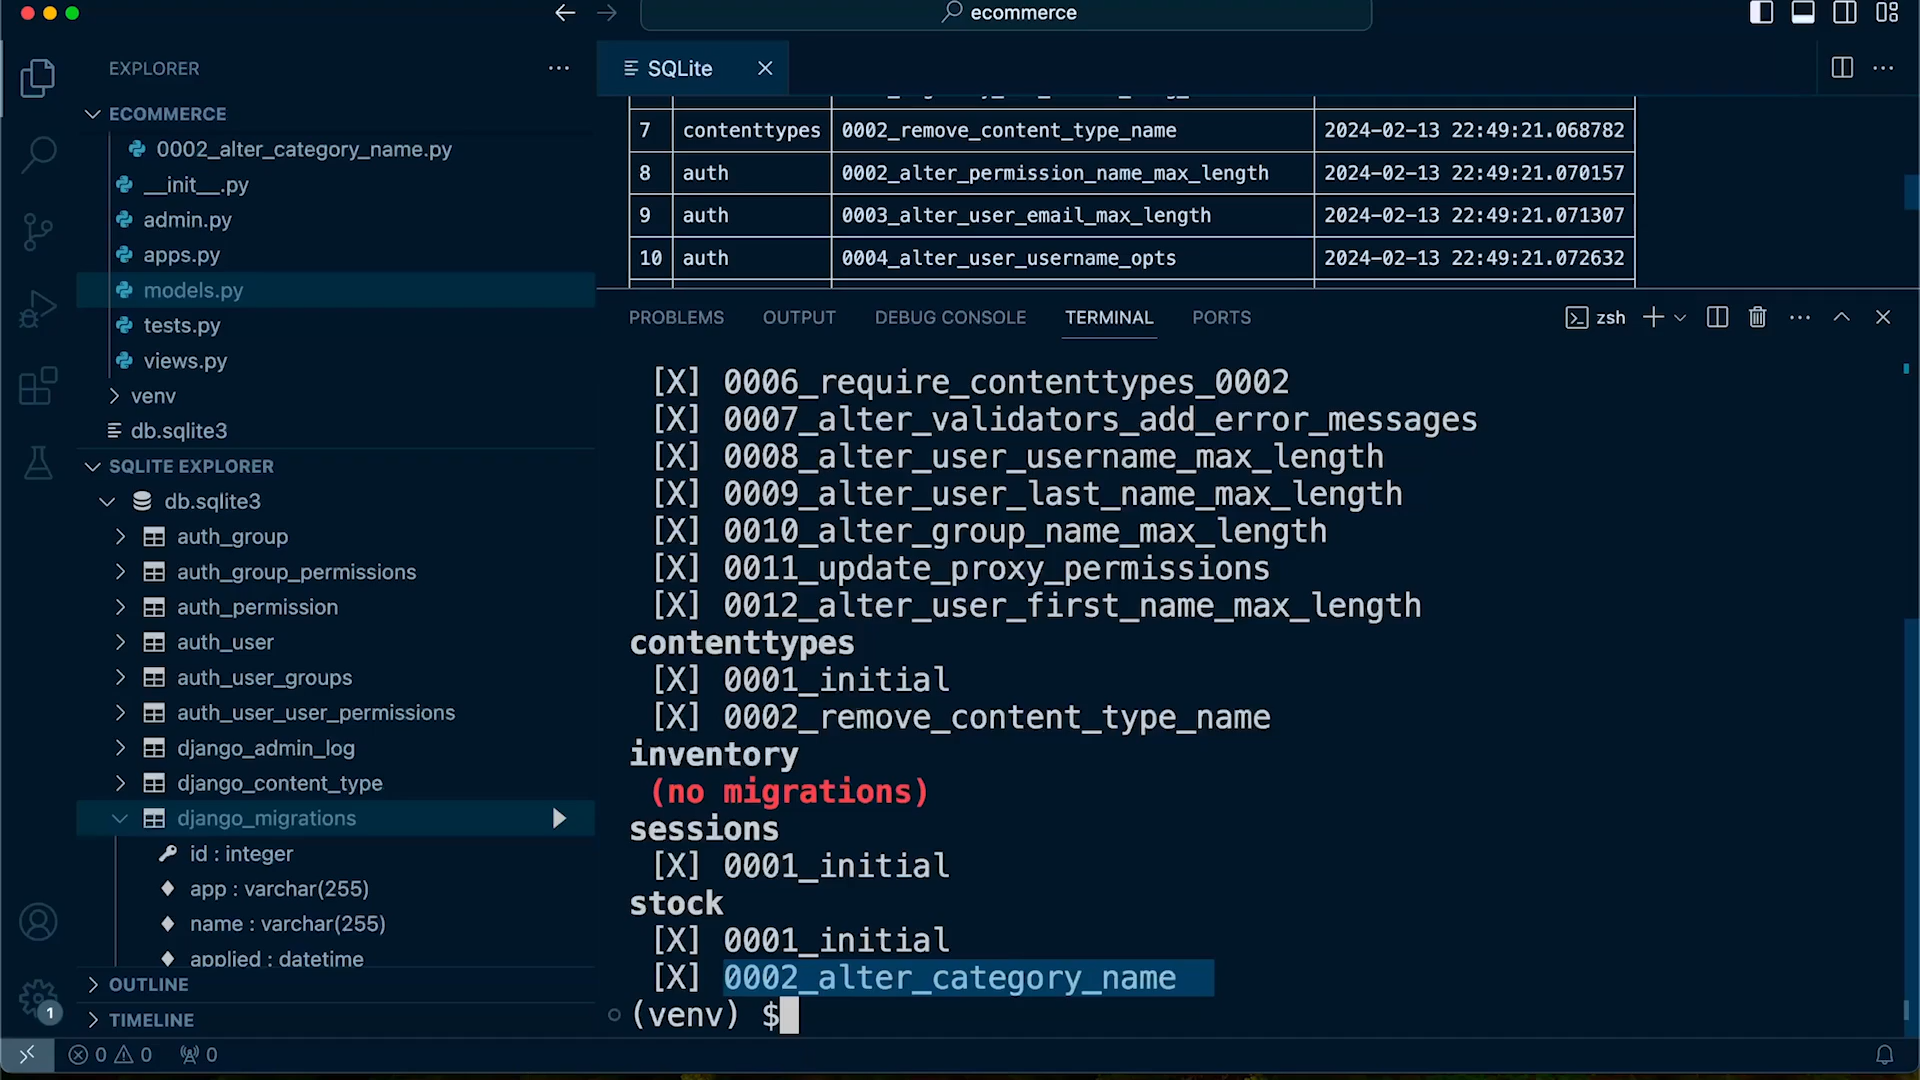 ecommerce
EXPLORER
SQLite
ECOMMERCE
0002_alter_category_name.py
__init__.py
admin.py
apps.py
models.py
tests.py
views.py
venv
db.sqlite3
SQLITE EXPLORER
db.sqlite3
auth_group
auth_group_permissions
auth_permission
auth_user
auth_user_groups
auth_user_user_permissions
django_admin_log
django_content_type
django_migrations
id : integer
app : varchar(255)
name : varchar(255)
applied : datetime
OUTLINE
TIMELINE
1
0 0 0
7 contenttypes 0002_remove_content_type_name 2024-02-13 22:49:21.068782
8 auth 0002_alter_permission_name_max_length 2024-02-13 22:49:21.070157
9 auth 0003_alter_user_email_max_length 2024-02-13 22:49:21.071307
10 auth 0004_alter_user_username_opts 2024-02-13 22:49:21.072632
PROBLEMS OUTPUT DEBUG CONSOLE TERMINAL PORTS zsh
[X] 0006_require_contenttypes_0002
[X] 0007_alter_validators_add_error_messages
[X] 0008_alter_user_username_max_length
[X] 0009_alter_user_last_name_max_length
[X] 0010_alter_group_name_max_length
[X] 0011_update_proxy_permissions
[X] 0012_alter_user_first_name_max_length
contenttypes
[X] 0001_initial
[X] 0002_remove_content_type_name
inventory
(no migrations)
sessions
[X] 0001_initial
stock
[X] 0001_initial
[X] 0002_alter_category_name
(venv) $